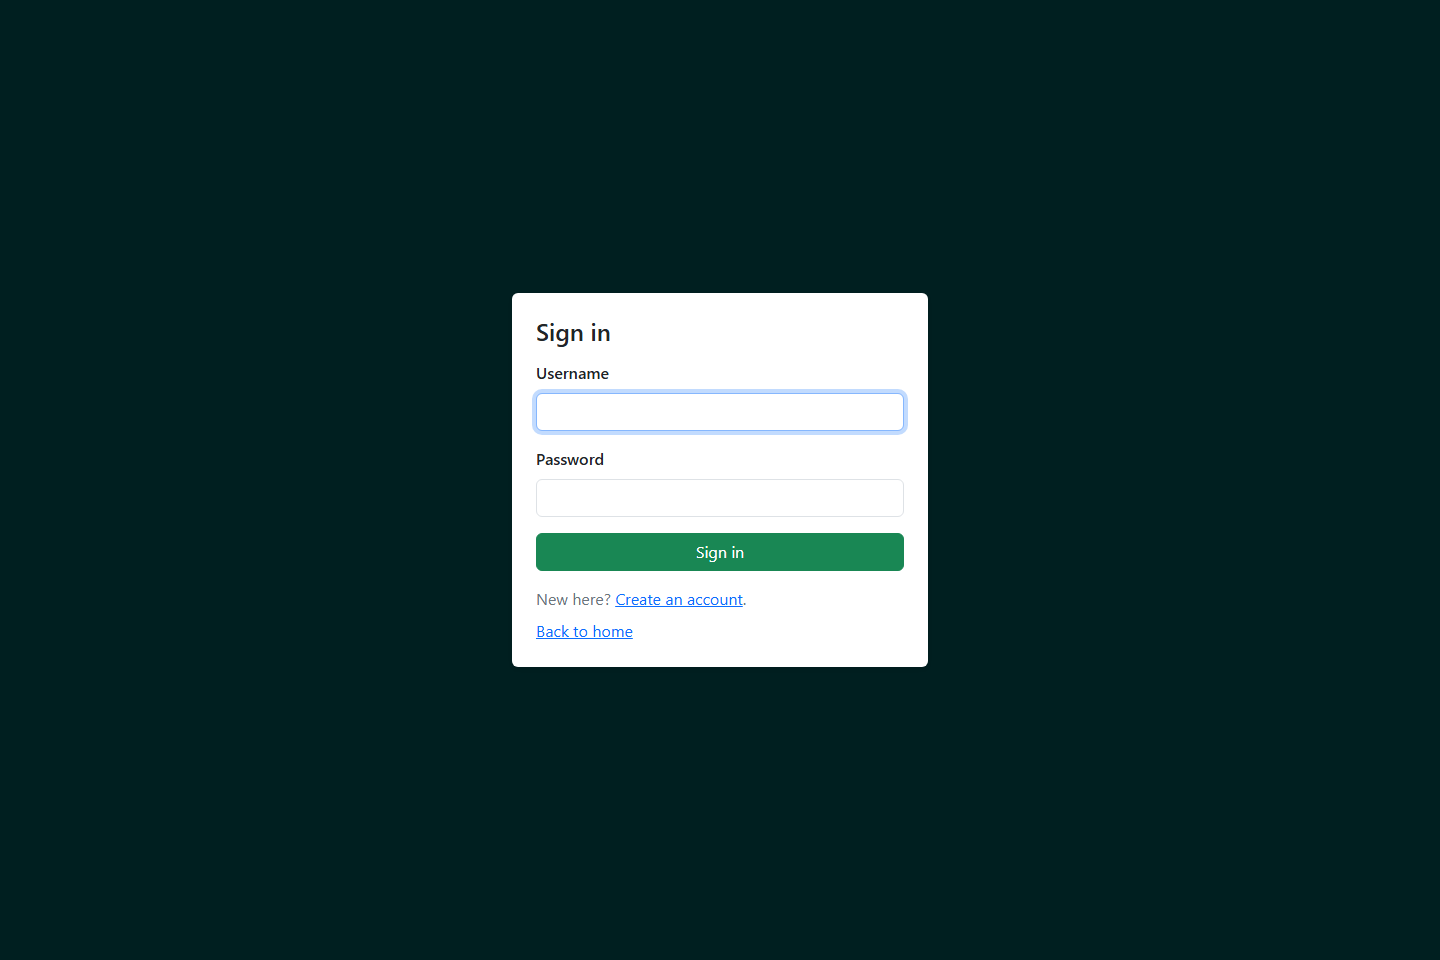 Sign in
Username
Password
Sign in
New here? Create an account.
Back to home